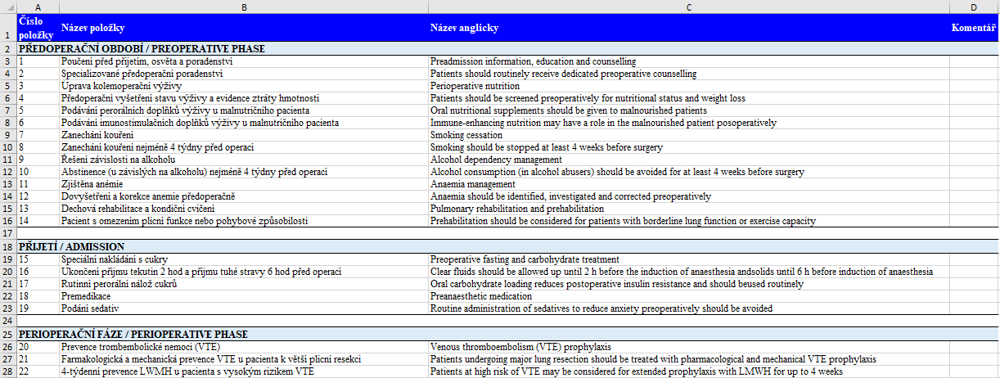 A B C D
1 Číslo položky Název položky Název anglicky Komentář
2 PŘEDOPERAČNÍ OBDOBÍ / PREOPERATIVE PHASE
3 1 Poučení před přijetím, osvěta a poradenství Preadmission information, education and counselling
4 2 Specializované předoperační poradenství Patients should routinely receive dedicated preoperative counselling
5 3 Úprava kolemoperační výživy Perioperative nutrition
6 4 Předoperační vyšetření stavu výživy a evidence ztráty hmotnosti Patients should be screened preoperatively for nutritional status and weight loss
7 5 Podávání perorálních doplňků výživy u malnutričního pacienta Oral nutritional supplements should be given to malnourished patients
8 6 Podávání imunostimulačních doplňků výživy u malnutričního pacienta Immune-enhancing nutrition may have a role in the malnourished patient posoperatively
9 7 Zanechání kouření Smoking cessation
10 8 Zanechání kouření nejméně 4 týdny před operací Smoking should be stopped at least 4 weeks before surgery
11 9 Řešení závislosti na alkoholu Alcohol dependency management
12 10 Abstinence (u závislých na alkoholu) nejméně 4 týdny před operací Alcohol consumption (in alcohol abusers) should be avoided for at least 4 weeks before surgery
13 11 Zjištěna anémie Anaemia management
14 12 Dovyšetření a korekce anemie předoperačně Anaemia should be identified, investigated and corrected preoperatively
15 13 Dechová rehabilitace a kondiční cvičení Pulmonary rehabilitation and prehabilitation
16 14 Pacient s omezením plicní funkce nebo pohybové způsobilosti Prehabilitation should be considered for patients with borderline lung function or exercise capacity
17
18 PŘIJETÍ / ADMISSION
19 15 Speciální nakládání s cukry Preoperative fasting and carbohydrate treatment
20 16 Ukončení příjmu tekutin 2 hod a příjmu tuhé stravy 6 hod před operací Clear fluids should be allowed up until 2 h before the induction of anaesthesia andsolids until 6 h before induction of anaesthesia
21 17 Rutinní perorální nálož cukrů Oral carbohydrate loading reduces postoperative insulin resistance and should beused routinely
22 18 Premedikace Preanaesthetic medication
23 19 Podání sedativ Routine administration of sedatives to reduce anxiety preoperatively should be avoided
24
25 PERIOPERAČNÍ FÁZE / PERIOPERATIVE PHASE
26 20 Prevence trombembolické nemoci (VTE) Venous thromboembolism (VTE) prophylaxis
27 21 Farmakologická a mechanická prevence VTE u pacienta k větší plicní resekci Patients undergoing major lung resection should be treated with pharmacological and mechanical VTE prophylaxis
28 22 4-týdenní prevence LWMH u pacienta s vysokým rizikem VTE Patients at high risk of VTE may be considered for extended prophylaxis with LMWH for up to 4 weeks